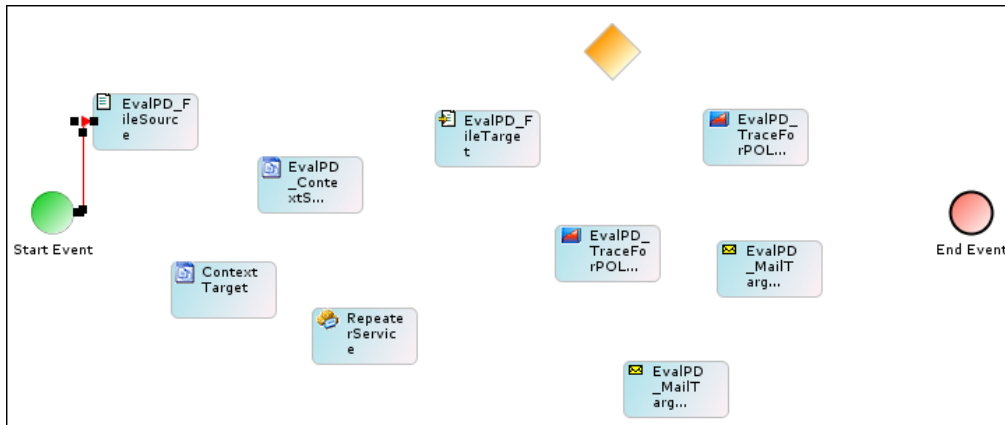 EvalPD_F
ileSourc
e
EvalPD_F
ileTarge
t
EvalPD_
TraceFo
rPOL...
EvalPD
_Conte
xtS...
Start Event
End Event
EvalPD_
TraceFo
rPOL...
EvalPD
_MailT
arg...
Context
Target
Repeate
rServic
e
EvalPD
_MailT
arg...